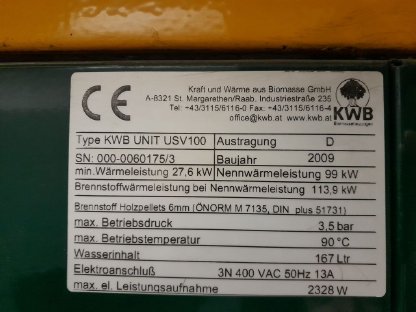 CE
Kraft und Wärme aus Biomasse GmbH
A-8321 St. Margarethen/Raab, Industriestraße 235
Tel +43/3115/6116-0 Fax: +43/3115/6116-4
office@kwb.at www.kwb.at
KWB
Biomasseheizungen
Type KWB UNIT USV100 Austragung D
SN: 000-0060175/3 Baujahr 2009
min.Wärmeleistung 27,6 kW Nennwärmeleistung 99 kW
Brennstoffwärmeleistung bei Nennwärmeleistung 113,9 kW
Brennstoff Holzpellets 6mm (ÖNORM M 7135, DIN plus 51731)
max. Betriebsdruck 3,5 bar
max. Betriebstemperatur 90 °C
Wasserinhalt 167 Ltr
Elektroanschluß 3N 400 VAC 50Hz 13A
max. el. Leistungsaufnahme 2328 W